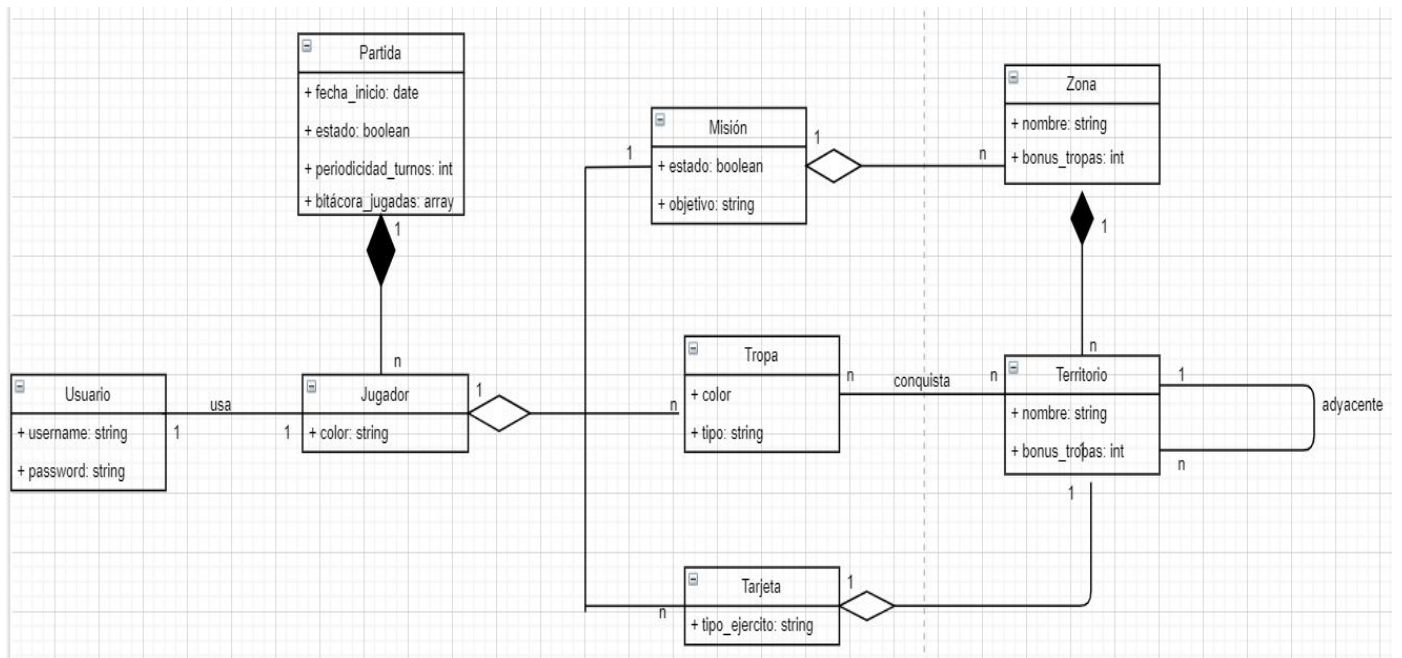 Partida
+ fecha_inicio: date
+ estado: boolean
+ periodicidad_turnos: int
+ bitácora_jugadas: array
1
n
Zona
+ nombre: string
+ bonus_tropas: int
1
n
Misión
+ estado: boolean
+ objetivo: string
1
1
n
Usuario
+ username: string
+ password: string
usa
1
1
Jugador
+ color: string
1
n
Tropa
+ color
+ tipo: string
n
conquista
n
Territorio
+ nombre: string
+ bonus_tropas: int
1
adyacente
n
1
Tarjeta
+ tipo_ejercito: string
n
1